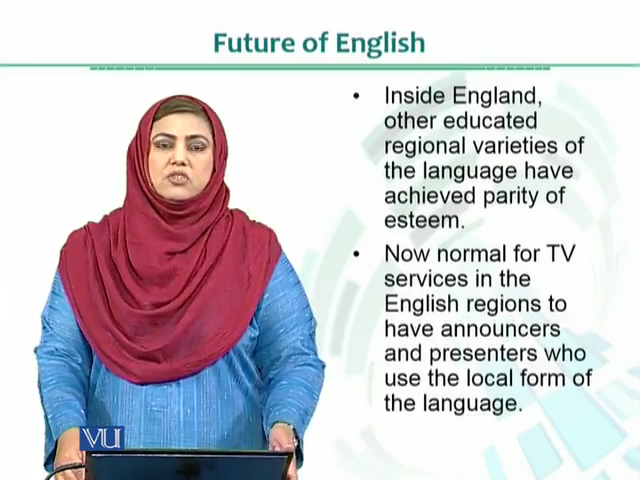 Future of English
• Inside England,
other educated
regional varieties of
the language have
achieved parity of
esteem.
• Now normal for TV
services in the
English regions to
have announcers
and presenters who
use the local form of
the language.
VU